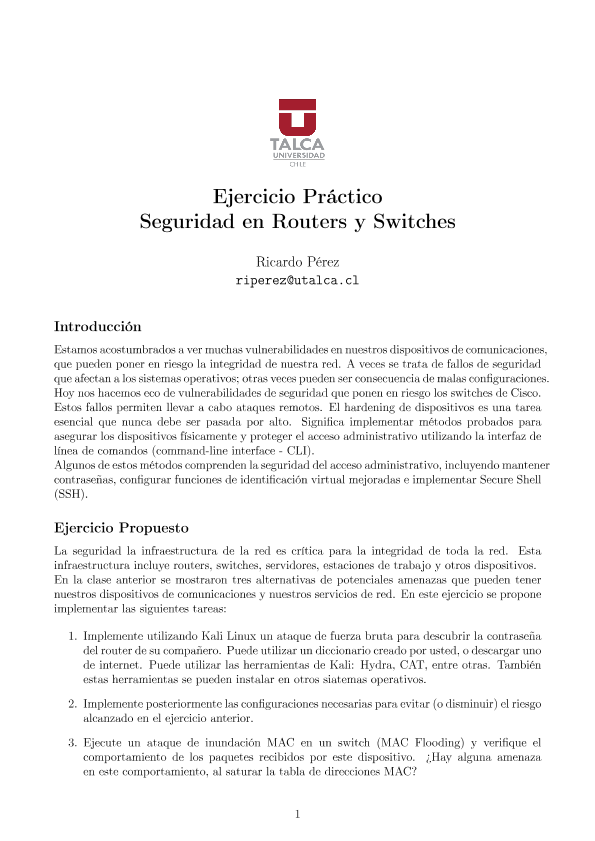 TALCA
UNIVERSIDAD
CHILE
Ejercicio Práctico
Seguridad en Routers y Switches
Ricardo Pérez
riperez@utalca.cl
Introducción
Estamos acostumbrados a ver muchas vulnerabilidades en nuestros dispositivos de comunicaciones,
que pueden poner en riesgo la integridad de nuestra red. A veces se trata de fallos de seguridad
que afectan a los sistemas operativos; otras veces pueden ser consecuencia de malas configuraciones.
Hoy nos hacemos eco de vulnerabilidades de seguridad que ponen en riesgo los switches de Cisco.
Estos fallos permiten llevar a cabo ataques remotos. El hardening de dispositivos es una tarea
esencial que nunca debe ser pasada por alto. Significa implementar métodos probados para
asegurar los dispositivos físicamente y proteger el acceso administrativo utilizando la interfaz de
línea de comandos (command-line interface - CLI).
Algunos de estos métodos comprenden la seguridad del acceso administrativo, incluyendo mantener
contraseñas, configurar funciones de identificación virtual mejoradas e implementar Secure Shell
(SSH).
Ejercicio Propuesto
La seguridad la infraestructura de la red es crítica para la integridad de toda la red. Esta
infraestructura incluye routers, switches, servidores, estaciones de trabajo y otros dispositivos.
En la clase anterior se mostraron tres alternativas de potenciales amenazas que pueden tener
nuestros dispositivos de comunicaciones y nuestros servicios de red. En este ejercicio se propone
implementar las siguientes tareas:
1. Implemente utilizando Kali Linux un ataque de fuerza bruta para descubrir la contraseña
del router de su compañero. Puede utilizar un diccionario creado por usted, o descargar uno
de internet. Puede utilizar las herramientas de Kali: Hydra, CAT, entre otras. También
estas herramientas se pueden instalar en otros siatemas operativos.
2. Implemente posteriormente las configuraciones necesarias para evitar (o disminuir) el riesgo
alcanzado en el ejercicio anterior.
3. Ejecute un ataque de inundación MAC en un switch (MAC Flooding) y verifique el
comportamiento de los paquetes recibidos por este dispositivo. ¿Hay alguna amenaza
en este comportamiento, al saturar la tabla de direcciones MAC?
1